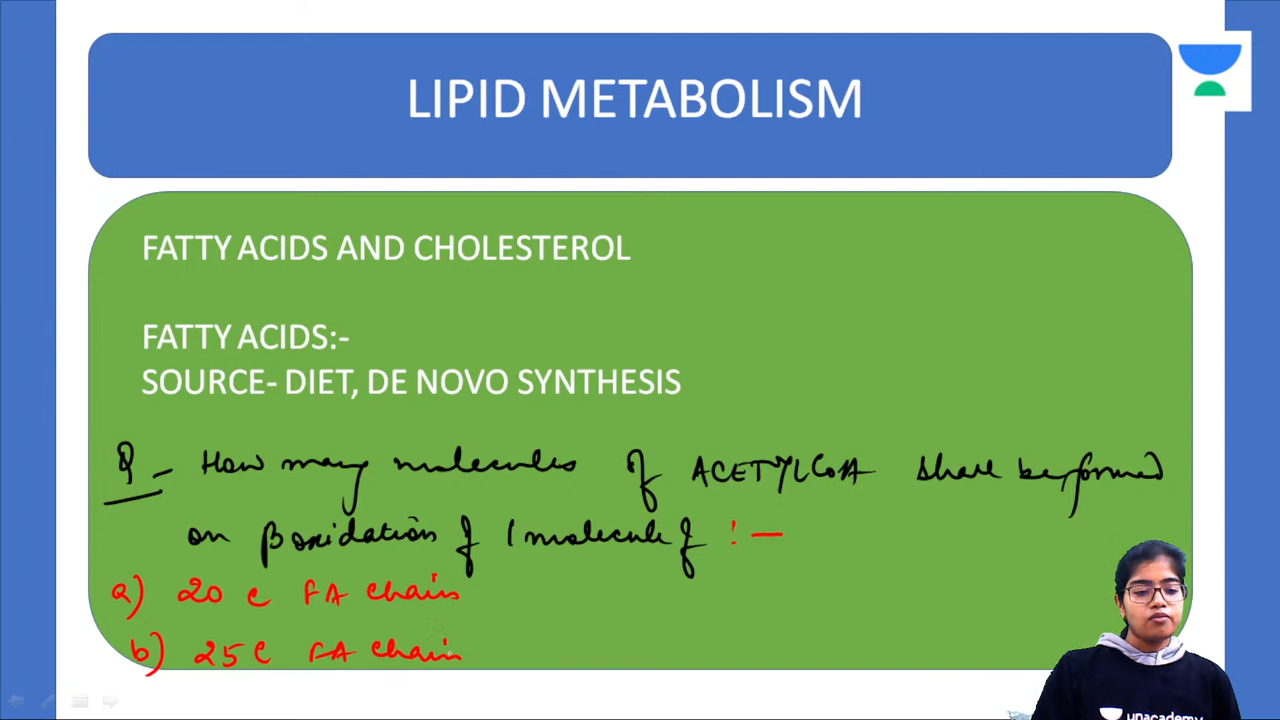 LIPID METABOLISM
FATTY ACIDS AND CHOLESTEROL
FATTY ACIDS:-
SOURCE- DIET, DE NOVO SYNTHESIS
Q- How many molecules of ACETYLCoA shall be formed
on β oxidation of 1 molecule of :-
a) 20 C FA chain
b) 25 C FA chain
unacademy